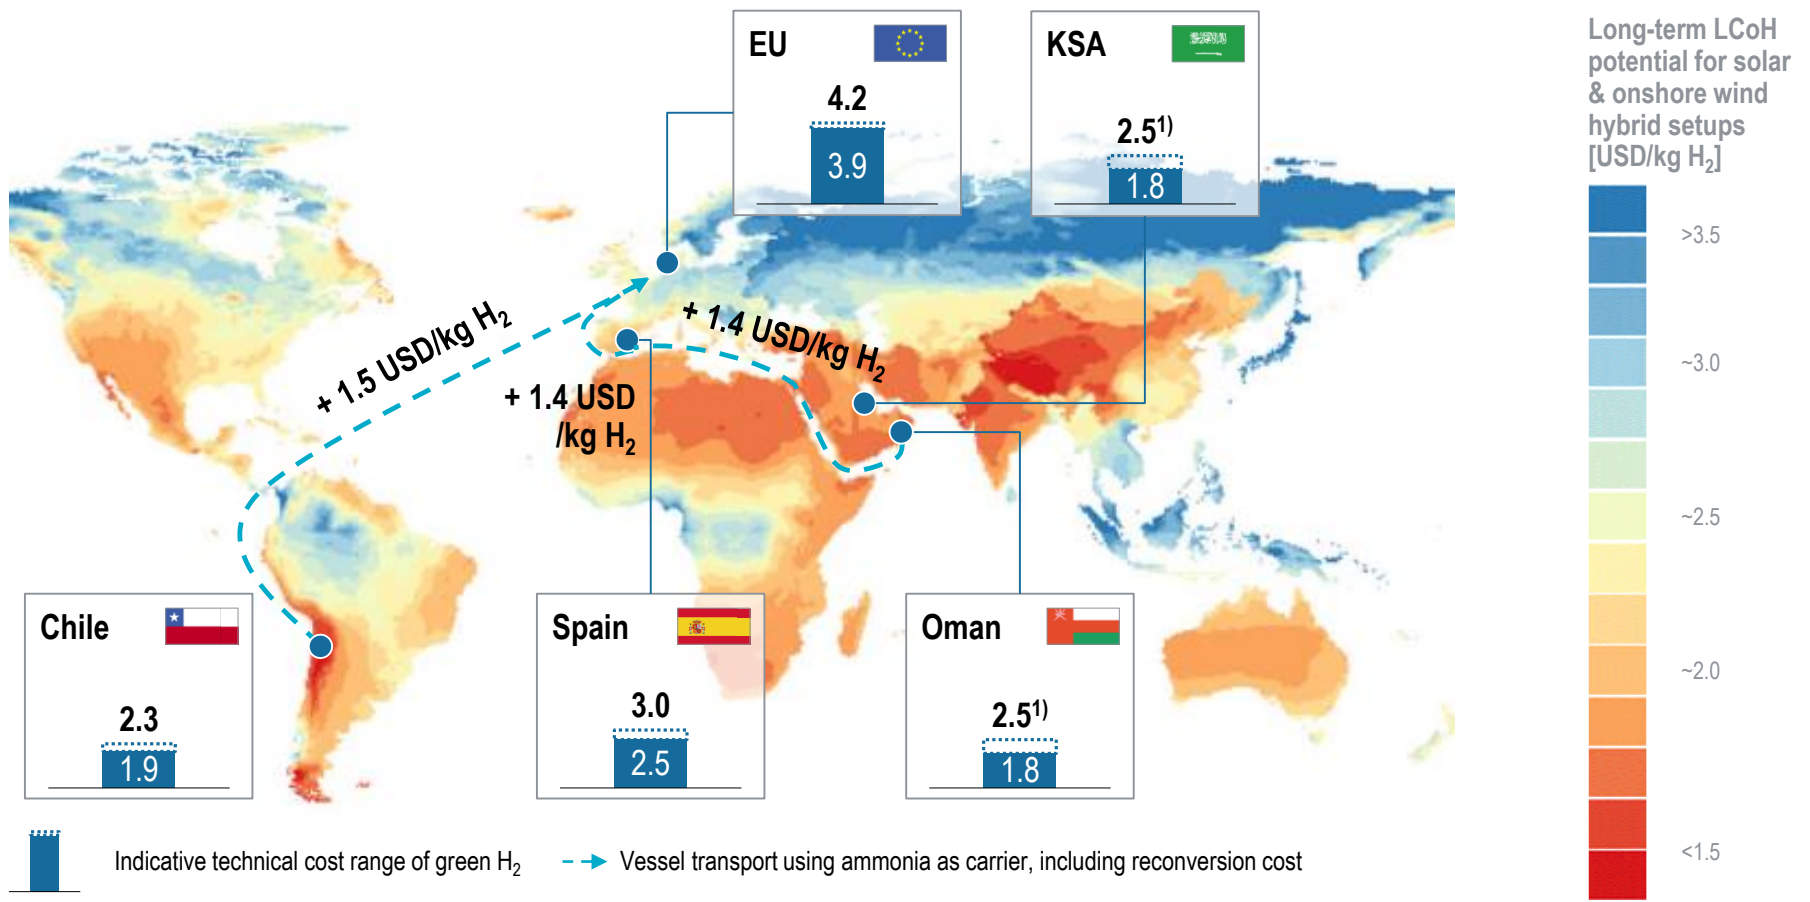 EU
4.2
3.9
KSA
2.5¹⁾
1.8
Long-term LCoH
potential for solar
& onshore wind
hybrid setups
[USD/kg H₂]
>3.5
~3.0
~2.5
~2.0
<1.5
+ 1.5 USD/kg H₂
+ 1.4 USD/kg H₂
+ 1.4 USD
/kg H₂
Chile
2.3
1.9
Spain
3.0
2.5
Oman
2.5¹⁾
1.8
Indicative technical cost range of green H₂
Vessel transport using ammonia as carrier, including reconversion cost